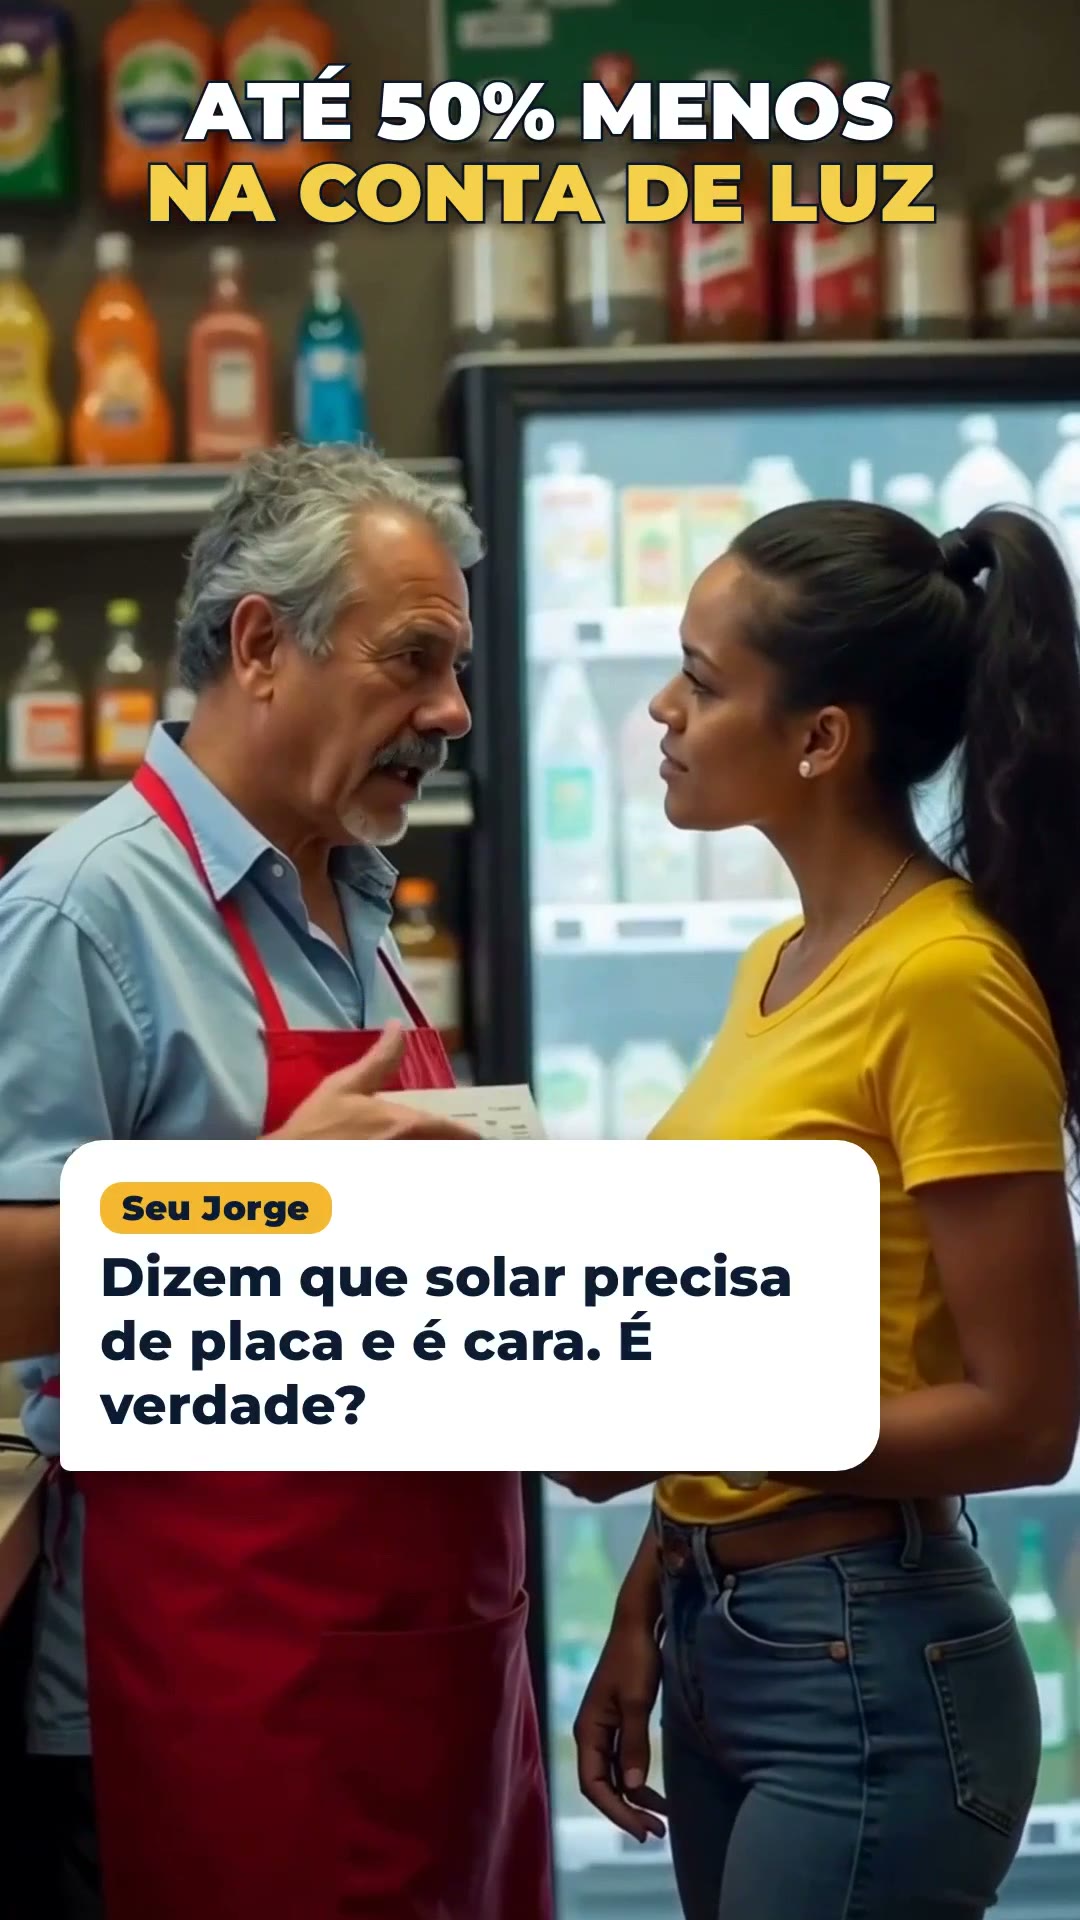 ATÉ 50% MENOS
NA CONTA DE LUZ
Seu Jorge
Dizem que solar precisa
de placa e é cara. É
verdade?